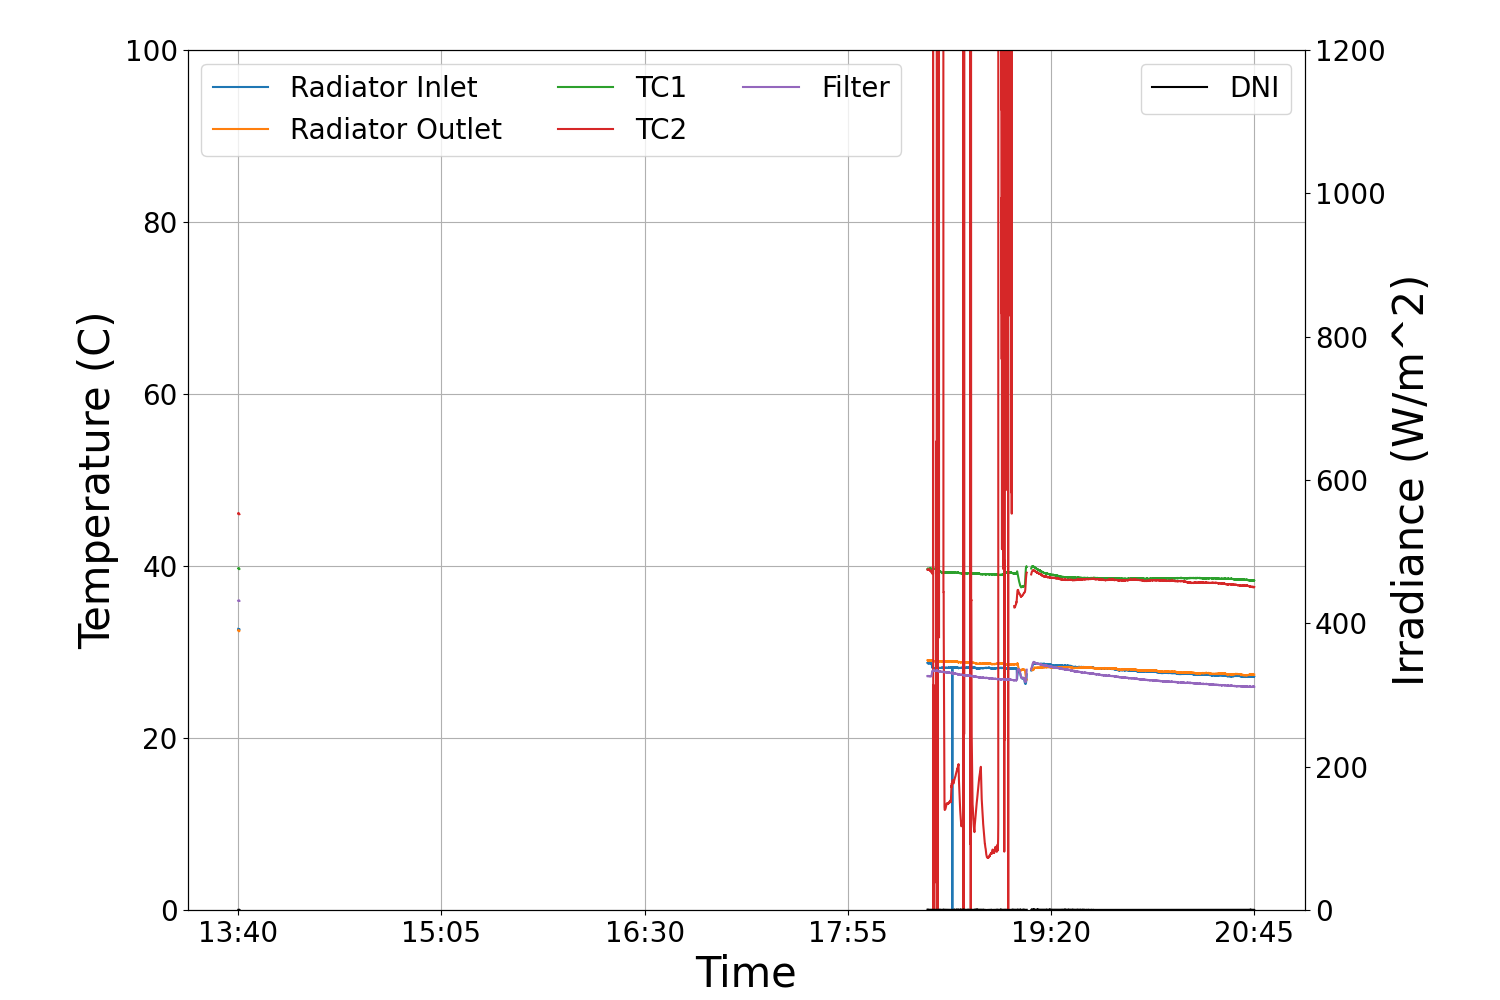 100
80
60
40
20
0
Temperature (C)
Radiator Inlet
Radiator Outlet
TC1
TC2
Filter
DNI
1200
1000
800
600
400
200
0
Irradiance (W/m^2)
13:40 15:05 16:30 17:55 19:20 20:45
Time